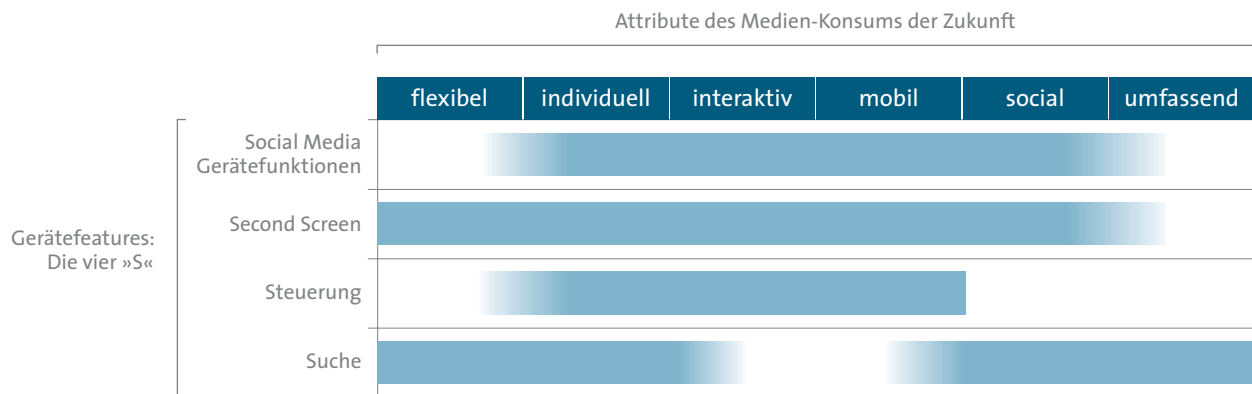 Attribute des Medien-Konsums der Zukunft
flexibel individuell interaktiv mobil social umfassend
Social Media
Gerätefunktionen
Second Screen
Gerätefeatures:
Die vier »S«
Steuerung
Suche